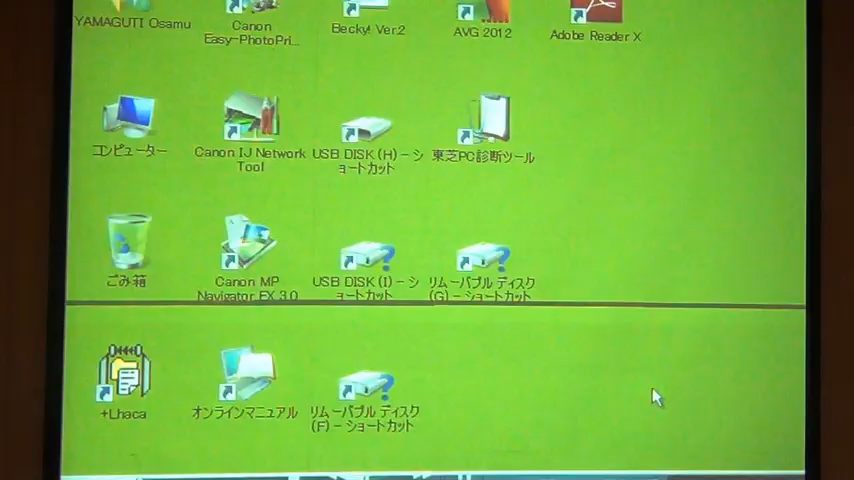 YAMAGUTI Osamu
Canon
Easy-PhotoPri...
Becky! Ver.2
AVG 2012
Adobe Reader X
コンピューター
Canon IJ Network
Tool
USB DISK (H) - シ
ョートカット
東芝PC診断ツール
ごみ箱
Canon MP
Navigator EX 3.0
USB DISK (I) - シ
ョートカット
リムーバブル ディスク
(G) - ショートカット
+Lhaca
オンラインマニュアル
リムーバブル ディスク
(F) - ショートカット